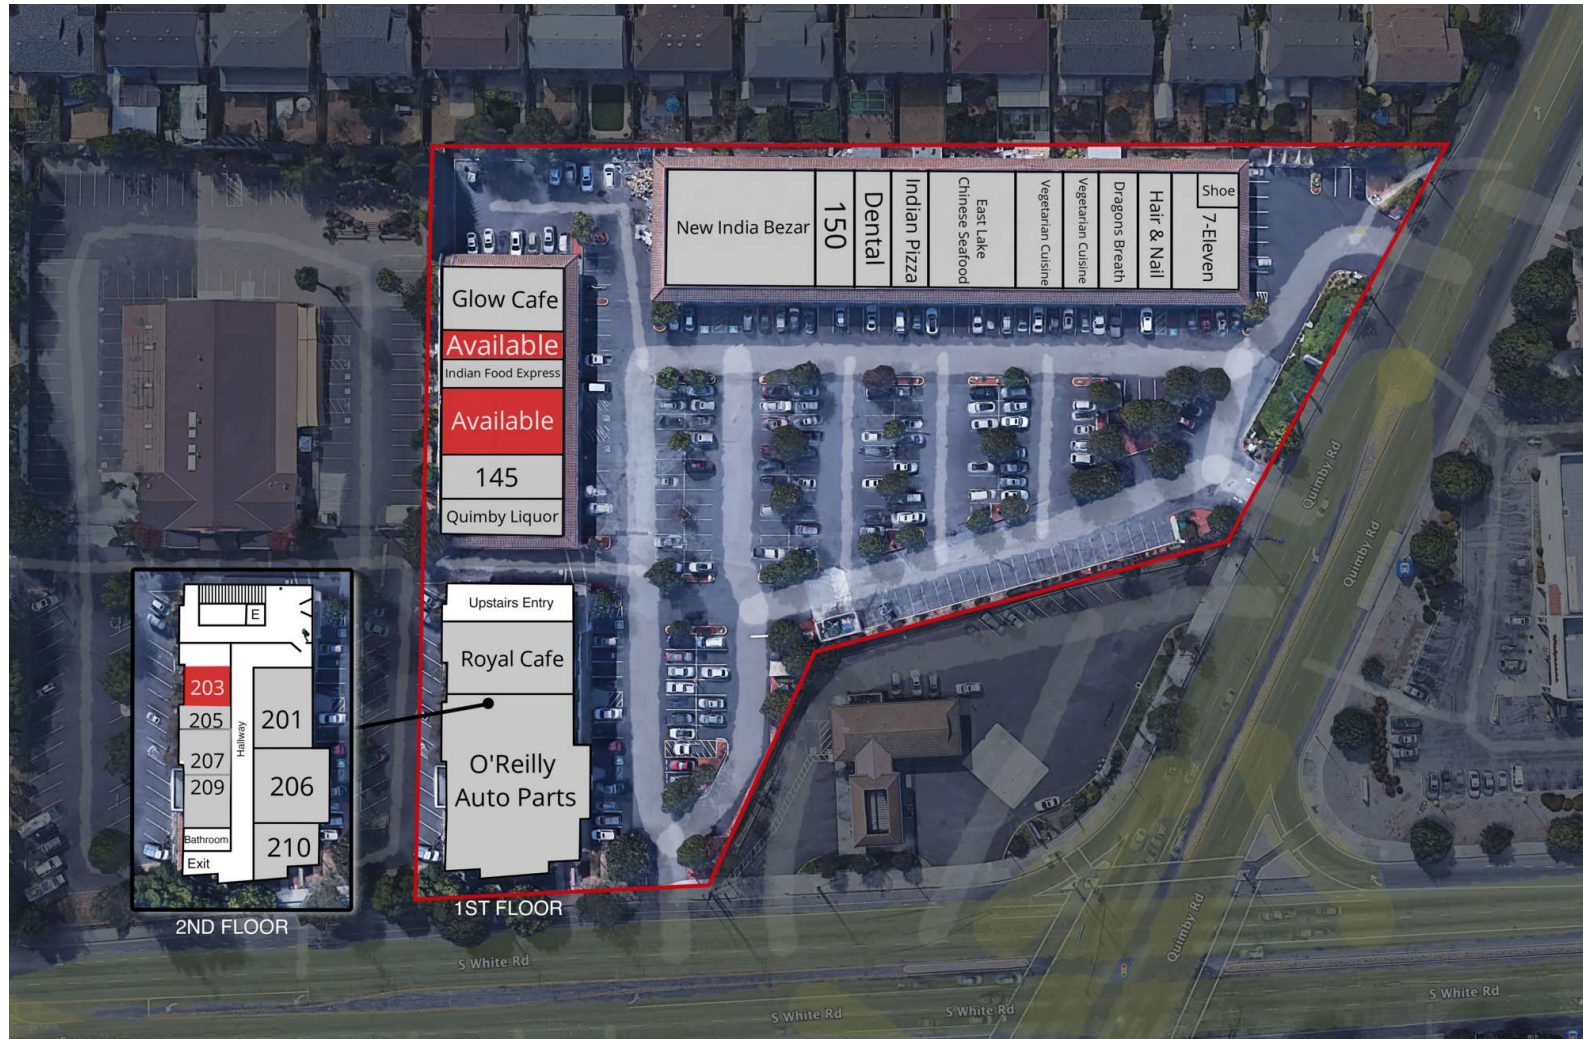 New India Bezar
150
Dental
Indian Pizza
East Lake
Chinese Seafood
Vegetarian Cuisine
Vegetarian Cuisine
Dragons Breath
Hair & Nail
Shoe
7-Eleven
Glow Cafe
Available
Indian Food Express
Available
145
Quimby Liquor
Upstairs Entry
Royal Cafe
O'Reilly
Auto Parts
1ST FLOOR
E
203
205
207
209
Hallway
201
206
210
Bathroom
Exit
2ND FLOOR
Quimby Rd
Quimby Rd
Quimby Rd
S White Rd
S White Rd
S White Rd
S White Rd
Google Earth